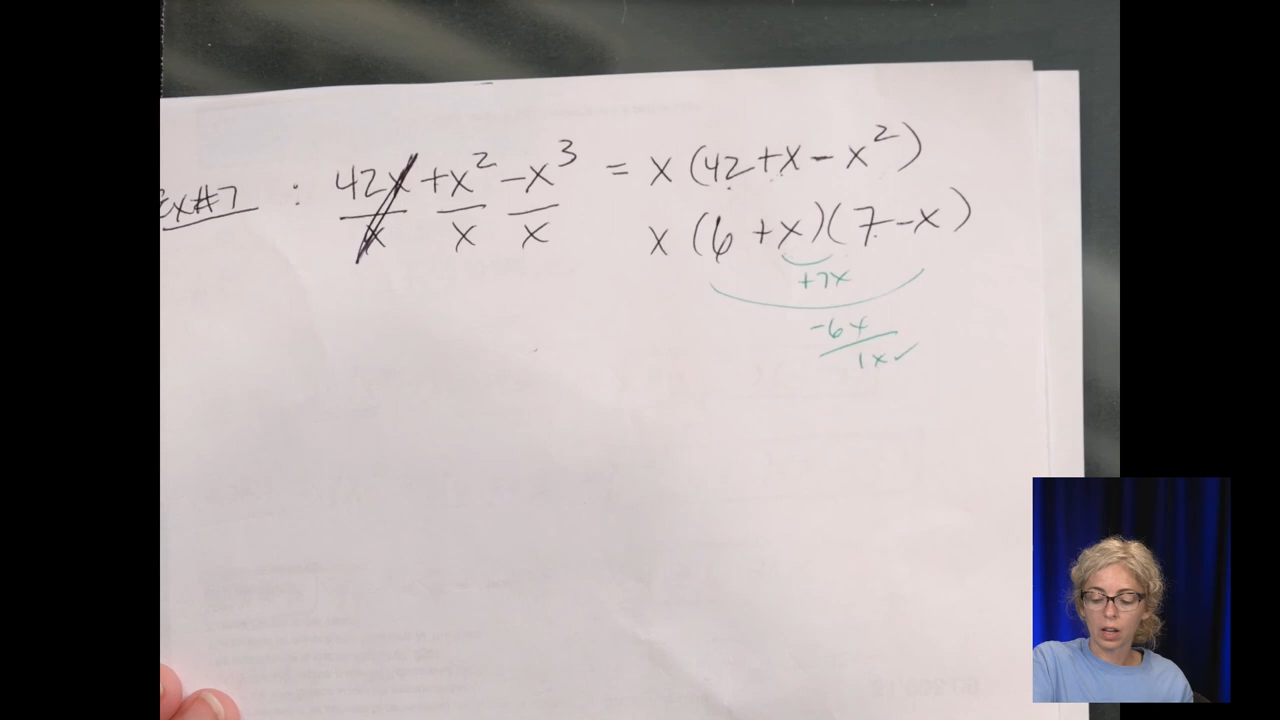 Ex#7 : 42x + x² - x³ = x (42 + x - x²)
x x x x (6 + x)(7 - x)
+7x
-6x
1x ✓